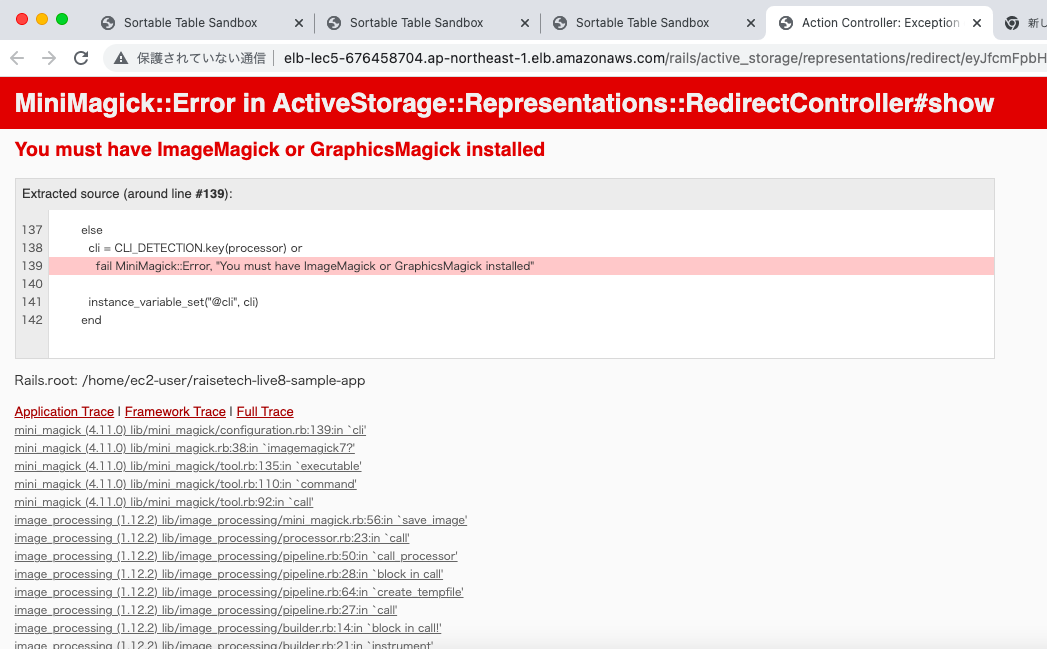 Sortable Table Sandbox
Sortable Table Sandbox
Sortable Table Sandbox
Action Controller: Exception
新し
保護されていない通信
elb-lec5-676458704.ap-northeast-1.elb.amazonaws.com/rails/active_storage/representations/redirect/eyJfcmFpbH
MiniMagick::Error in ActiveStorage::Representations::RedirectController#show
You must have ImageMagick or GraphicsMagick installed
Extracted source (around line #139):
137 else
138 cli = CLI_DETECTION.key(processor) or
139 fail MiniMagick::Error, "You must have ImageMagick or GraphicsMagick installed"
140
141 instance_variable_set("@cli", cli)
142 end
Rails.root: /home/ec2-user/raisetech-live8-sample-app
Application Trace | Framework Trace | Full Trace
mini_magick (4.11.0) lib/mini_magick/configuration.rb:139:in `cli'
mini_magick (4.11.0) lib/mini_magick.rb:38:in `imagemagick7?'
mini_magick (4.11.0) lib/mini_magick/tool.rb:135:in `executable'
mini_magick (4.11.0) lib/mini_magick/tool.rb:110:in `command'
mini_magick (4.11.0) lib/mini_magick/tool.rb:92:in `call'
image_processing (1.12.2) lib/image_processing/mini_magick.rb:56:in `save_image'
image_processing (1.12.2) lib/image_processing/processor.rb:23:in `call'
image_processing (1.12.2) lib/image_processing/pipeline.rb:50:in `call_processor'
image_processing (1.12.2) lib/image_processing/pipeline.rb:28:in `block in call'
image_processing (1.12.2) lib/image_processing/pipeline.rb:64:in `create_tempfile'
image_processing (1.12.2) lib/image_processing/pipeline.rb:27:in `call'
image_processing (1.12.2) lib/image_processing/builder.rb:14:in `block in call!'
image_processing (1.12.2) lib/image_processing/builder.rb:21:in `instrument'